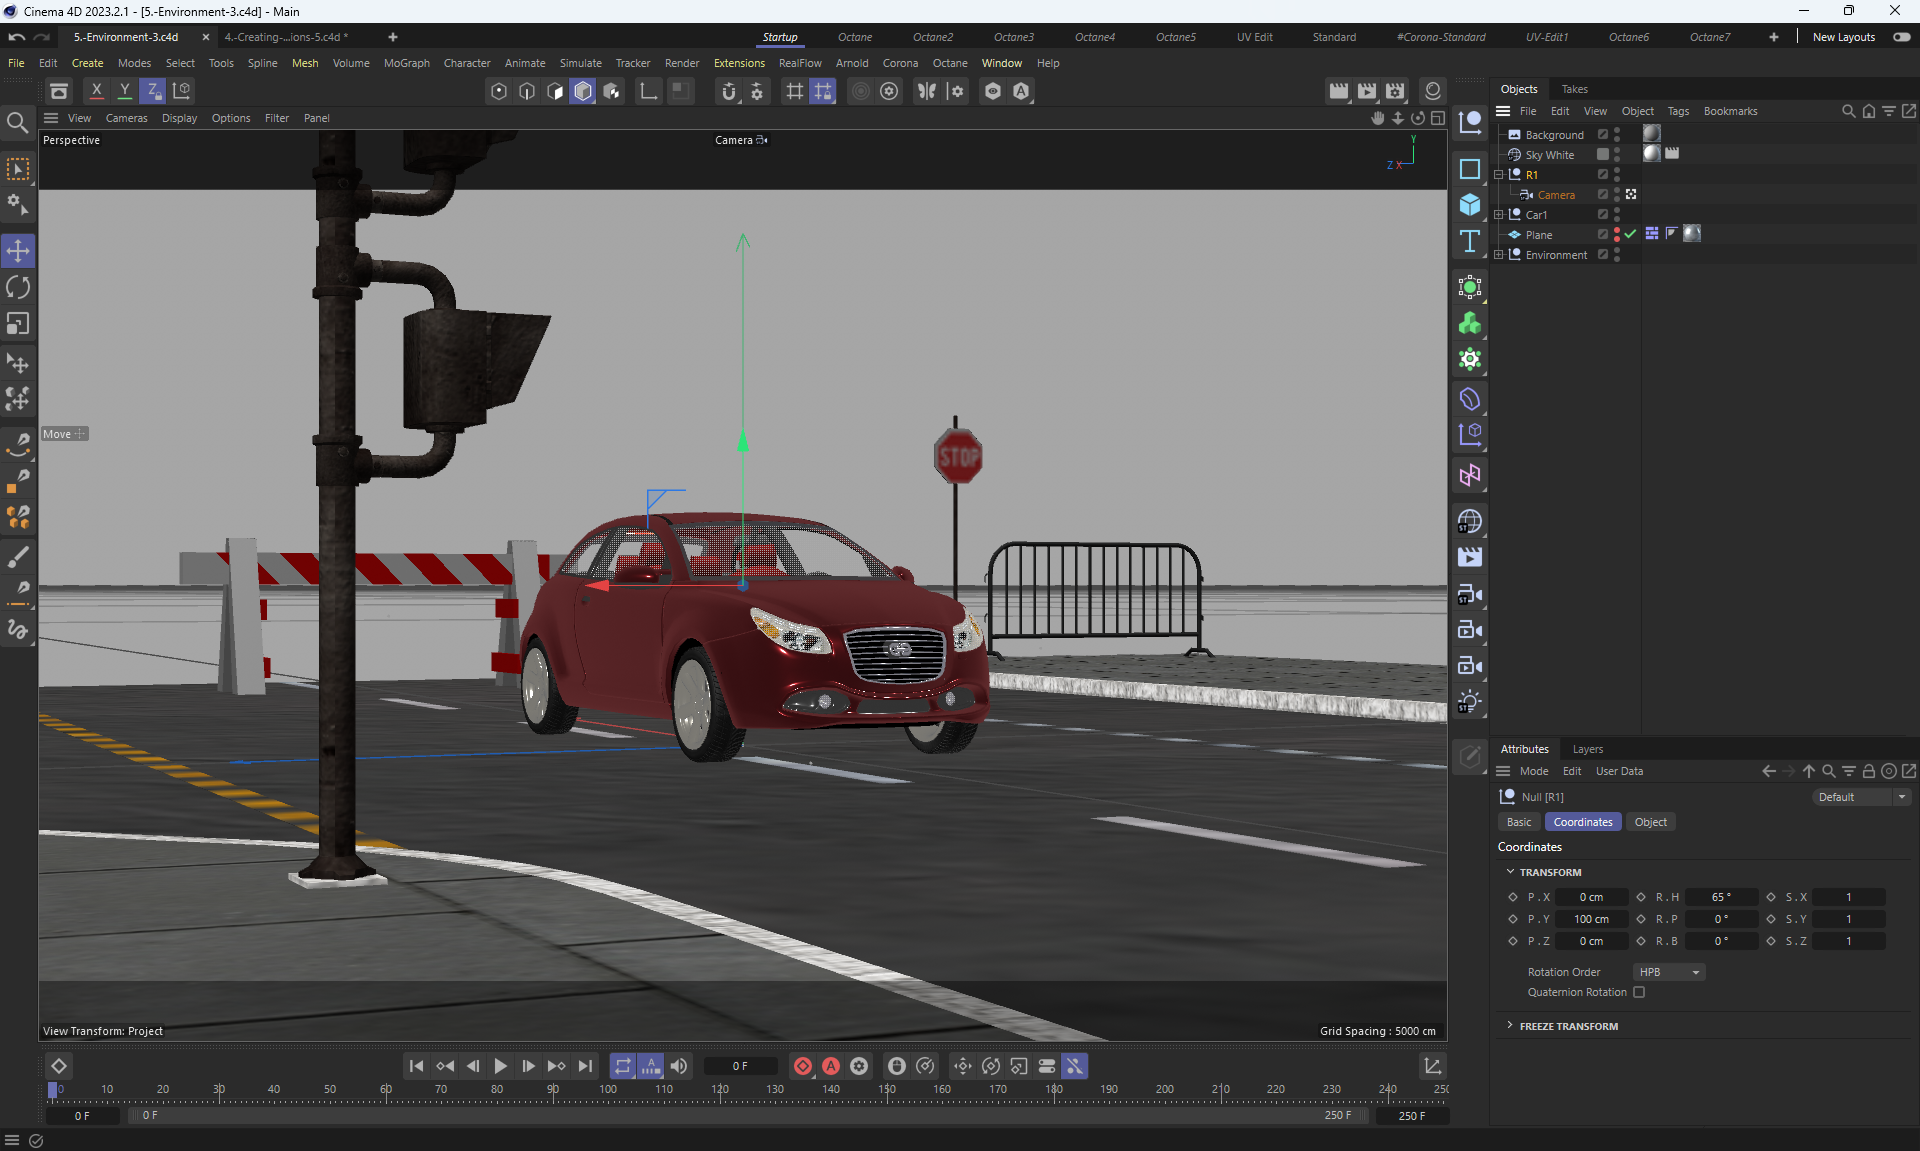 Cinema 4D 2023.2.1 - [5.-Environment-3.c4d] - Main
5.-Environment-3.c4d
4.-Creating-...ions-5.c4d *
Startup
Octane
Octane2
Octane3
Octane4
Octane5
UV Edit
Standard
#Corona-Standard
UV-Edit1
Octane6
Octane7
New Layouts
File Edit Create Modes Select Tools Spline Mesh Volume MoGraph Character Animate Simulate Tracker Render Extensions RealFlow Arnold Corona Octane Window Help
X Y Z
View Cameras Display Options Filter Panel
Perspective
Camera
Y
Z X
Move
STOP
View Transform: Project
Grid Spacing : 5000 cm
Objects
Takes
File Edit View Object Tags Bookmarks
Background
Sky White
R1
Camera
Car1
Plane
Environment
Attributes
Layers
Mode Edit User Data
Null [R1]
Default
Basic
Coordinates
Object
Coordinates
TRANSFORM
P . X 0 cm R . H 65 ° S . X 1
P . Y 100 cm R . P 0 ° S . Y 1
P . Z 0 cm R . B 0 ° S . Z 1
Rotation Order HPB
Quaternion Rotation
FREEZE TRANSFORM
0 F
0 10 20 30 40 50 60 70 80 90 100 110 120 130 140 150 160 170 180 190 200 210 220 230 240 250
0 F
0 F
250 F
250 F